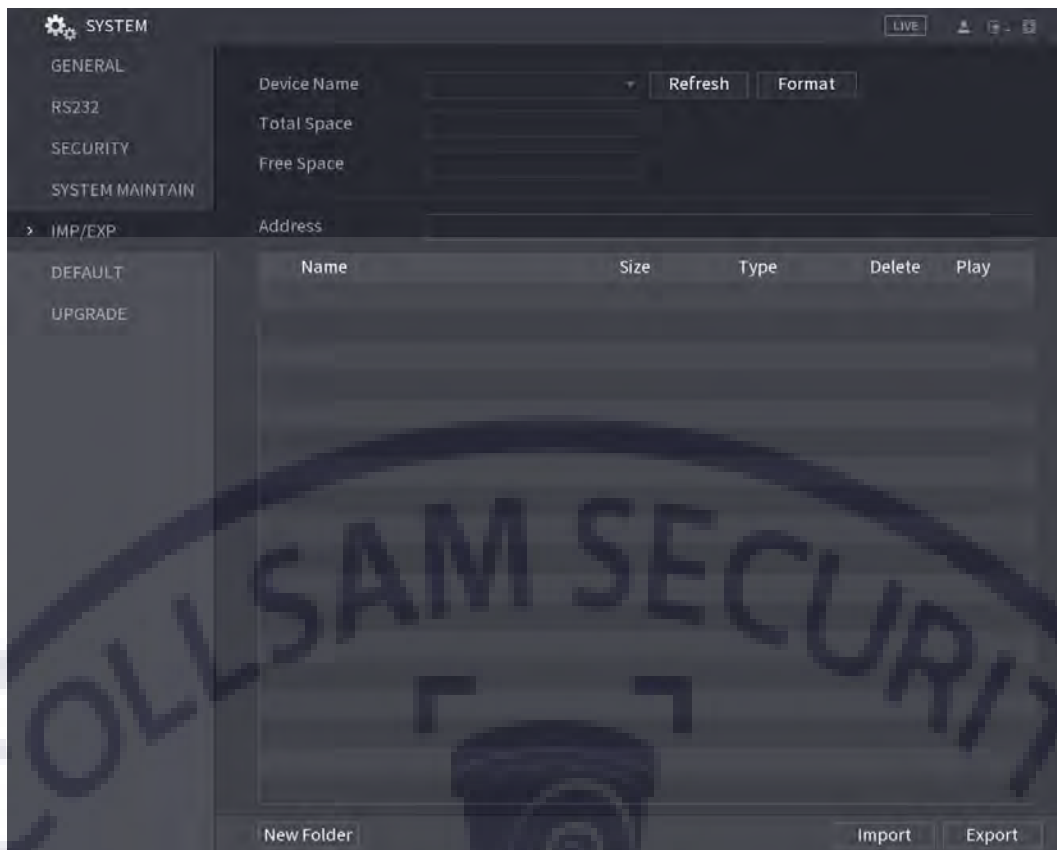 SYSTEM
LIVE
GENERAL
RS232
SECURITY
SYSTEM MAINTAIN
> IMP/EXP
DEFAULT
UPGRADE
Device Name
Refresh Format
Total Space
Free Space
Address
Name Size Type Delete Play
OLLSAM SECURIT
New Folder Import Export